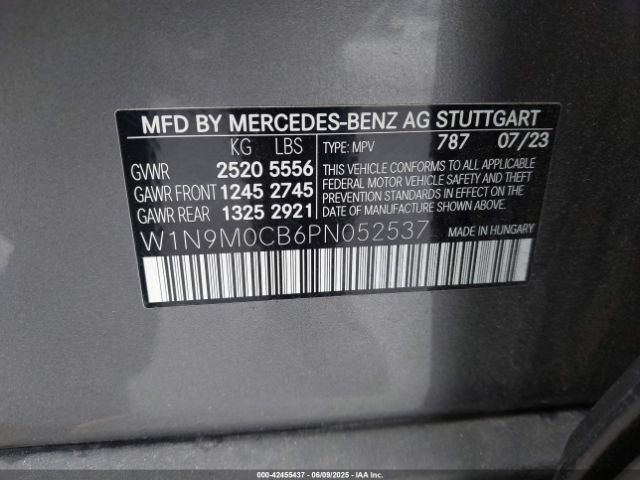 MFD BY MERCEDES-BENZ AG STUTTGART
KG LBS TYPE: MPV 787 07/23
GVWR 2520 5556 THIS VEHICLE CONFORMS TO ALL APPLICABLE
GAWR FRONT 1245 2745 FEDERAL MOTOR VEHICLE SAFETY AND
GAWR REAR 1325 2921 THEFT PREVENTION STANDARDS IN EFFECT
ON THE DATE OF MANUFACTURE SHOWN ABOVE.
W1N9M0CB6PN052537 MADE IN HUNGARY
000-42455437 06/09/2025 IAA INC.